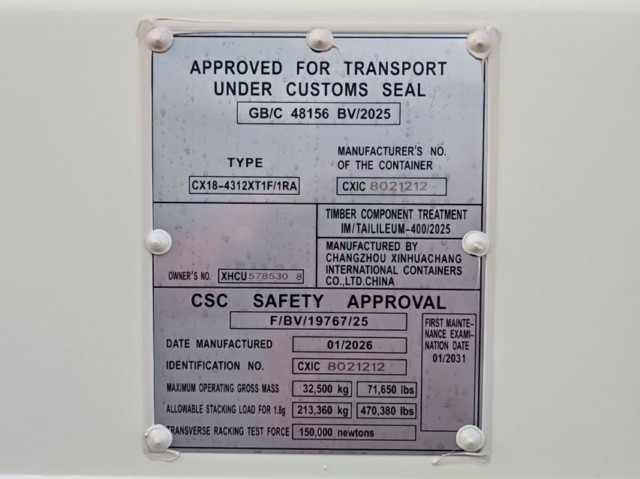 APPROVED FOR TRANSPORT
UNDER CUSTOMS SEAL
GB/C 48156 BV/2025
TYPE
CX18-4312XT1F/1RA
MANUFACTURER'S NO.
OF THE CONTAINER
CXIC 8021212
TIMBER COMPONENT TREATMENT
IM/TAILILEUM-400/2025
MANUFACTURED BY
CHANGZHOU XINHUACHANG
INTERNATIONAL CONTAINERS
CO.,LTD.CHINA
OWNER'S NO. XHCU 578530 8
CSC SAFETY APPROVAL
F/BV/19767/25
DATE MANUFACTURED 01/2026
IDENTIFICATION NO. CXIC 8021212
MAXIMUM OPERATING GROSS MASS 32,500 kg 71,650 lbs
ALLOWABLE STACKING LOAD FOR 1.8g 213,360 kg 470,380 lbs
TRANSVERSE RACKING TEST FORCE 150,000 newtons
FIRST MAINTE-
NANCE EXAMI-
NATION DATE
01/2031